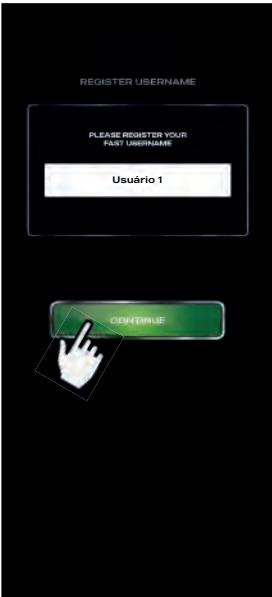 REGISTER USERNAME
PLEASE REGISTER YOUR
FAST USERNAME
Usuário 1
CONTINUE